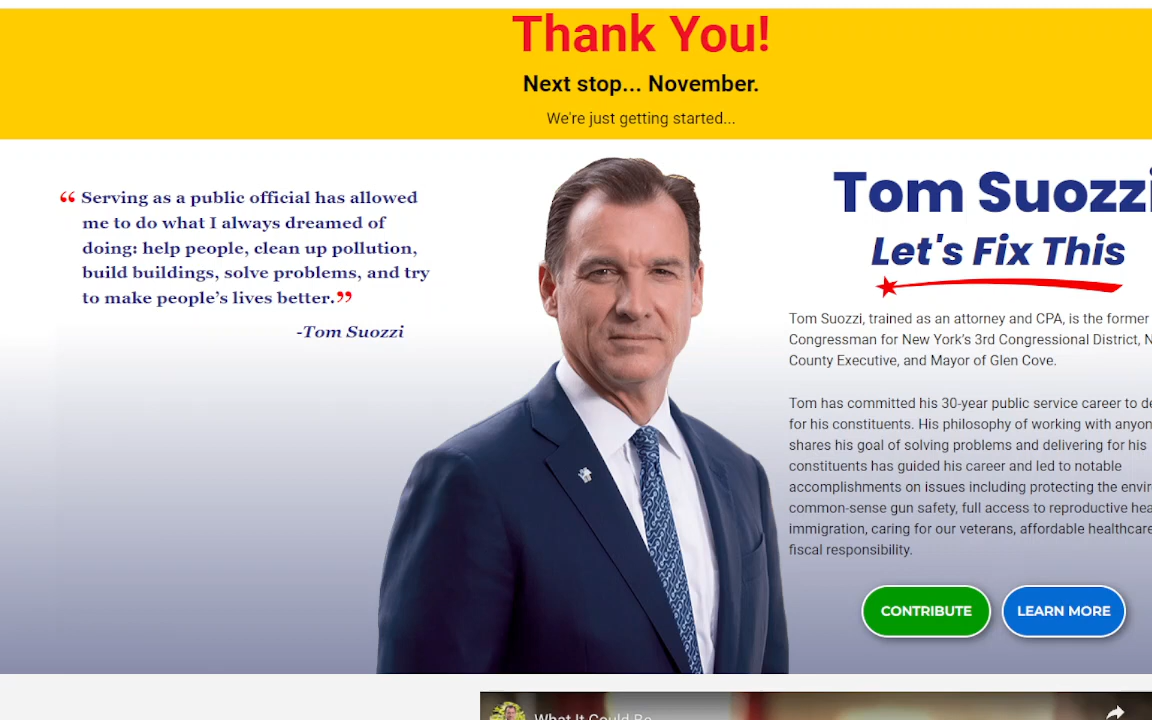 Thank You!
Next stop... November.
We're just getting started...
“ Serving as a public official has allowed
me to do what I always dreamed of
doing: help people, clean up pollution,
build buildings, solve problems, and try
to make people’s lives better.”
-Tom Suozzi
Tom Suozzi
Let's Fix This
Tom Suozzi, trained as an attorney and CPA, is the former
Congressman for New York’s 3rd Congressional District,
County Executive, and Mayor of Glen Cove.
Tom has committed his 30-year public service career to
for his constituents. His philosophy of working with
shares his goal of solving problems and delivering for his
constituents has guided his career and led to notable
accomplishments on issues including protecting the
common-sense gun safety, full access to reproductive
immigration, caring for our veterans, affordable healthcare
fiscal responsibility.
CONTRIBUTE
LEARN MORE
What It Could Be